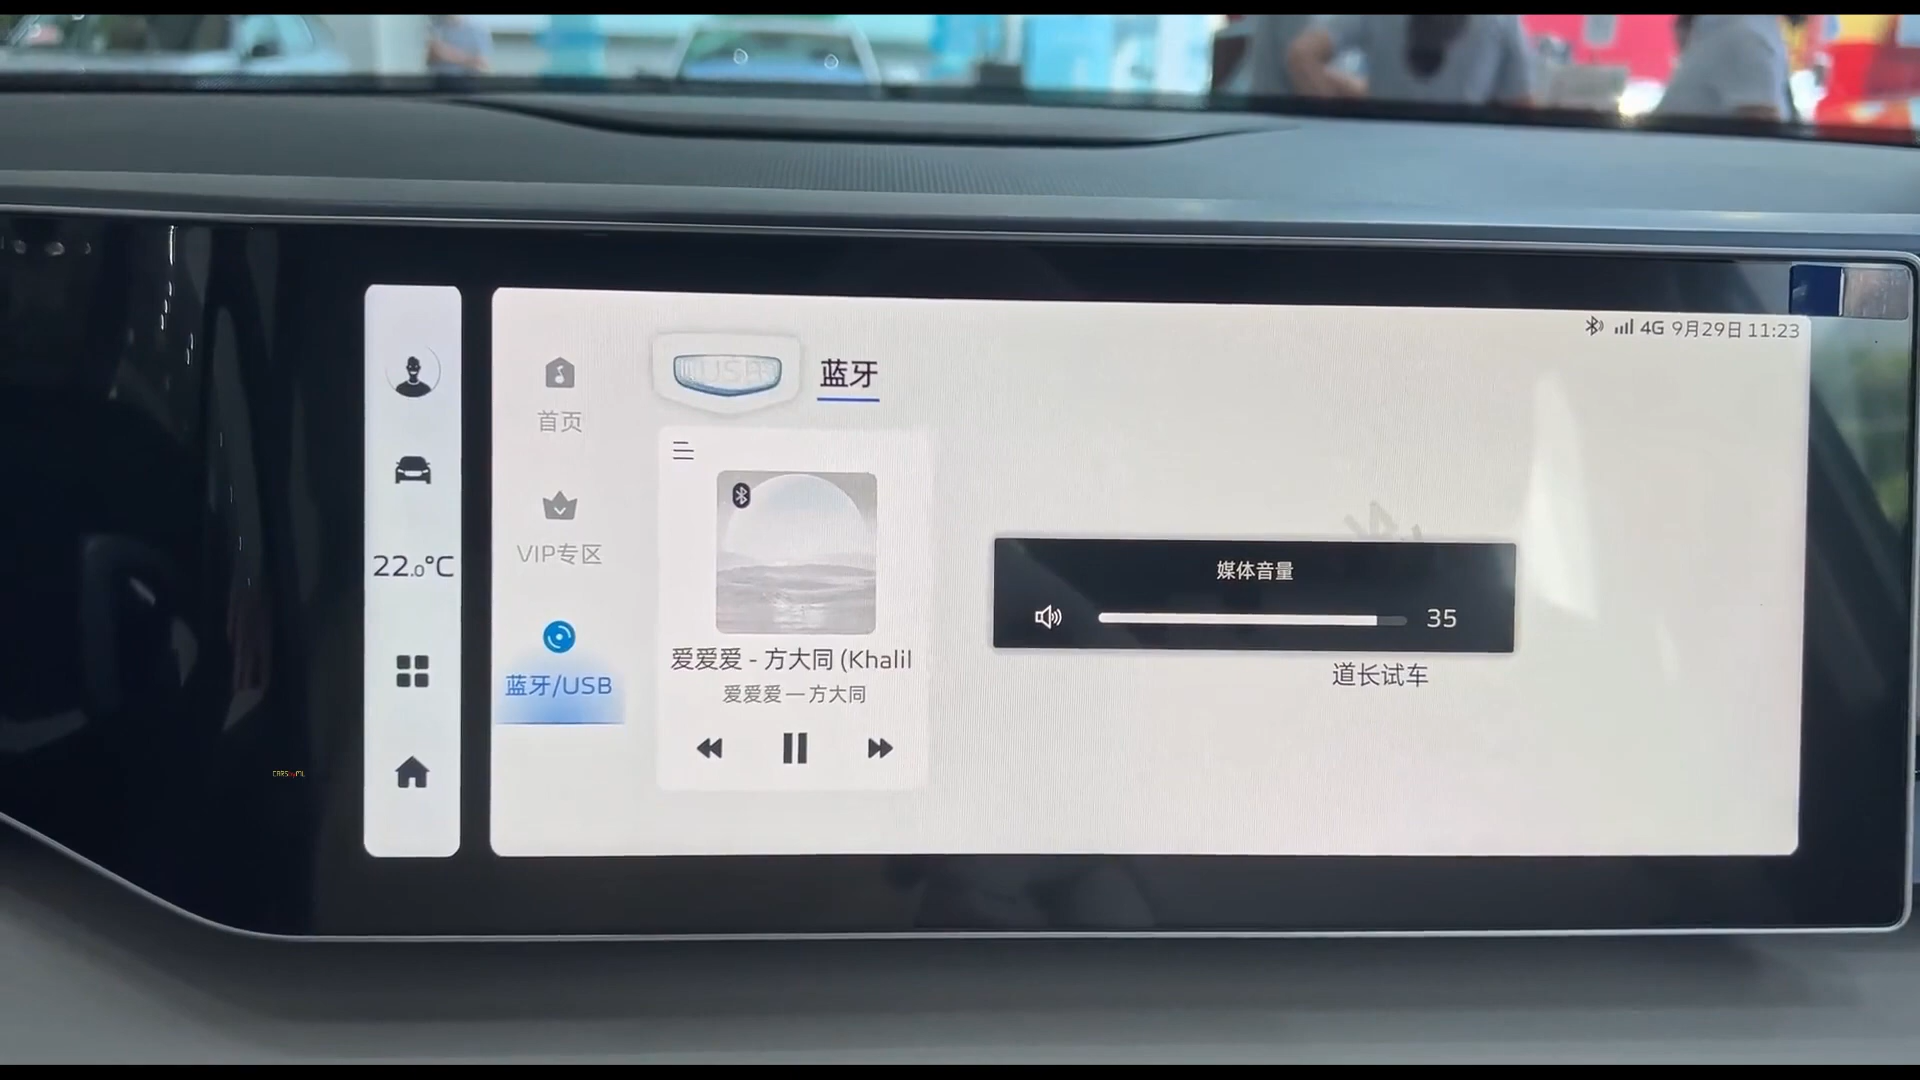 4G 9月29日 11:23
USB
蓝牙
首页
VIP专区
蓝牙/USB
22.0°C
爱爱爱 - 方大同 (Khalil
爱爱爱 — 方大同
媒体音量
35
道长试车
CARSbyML